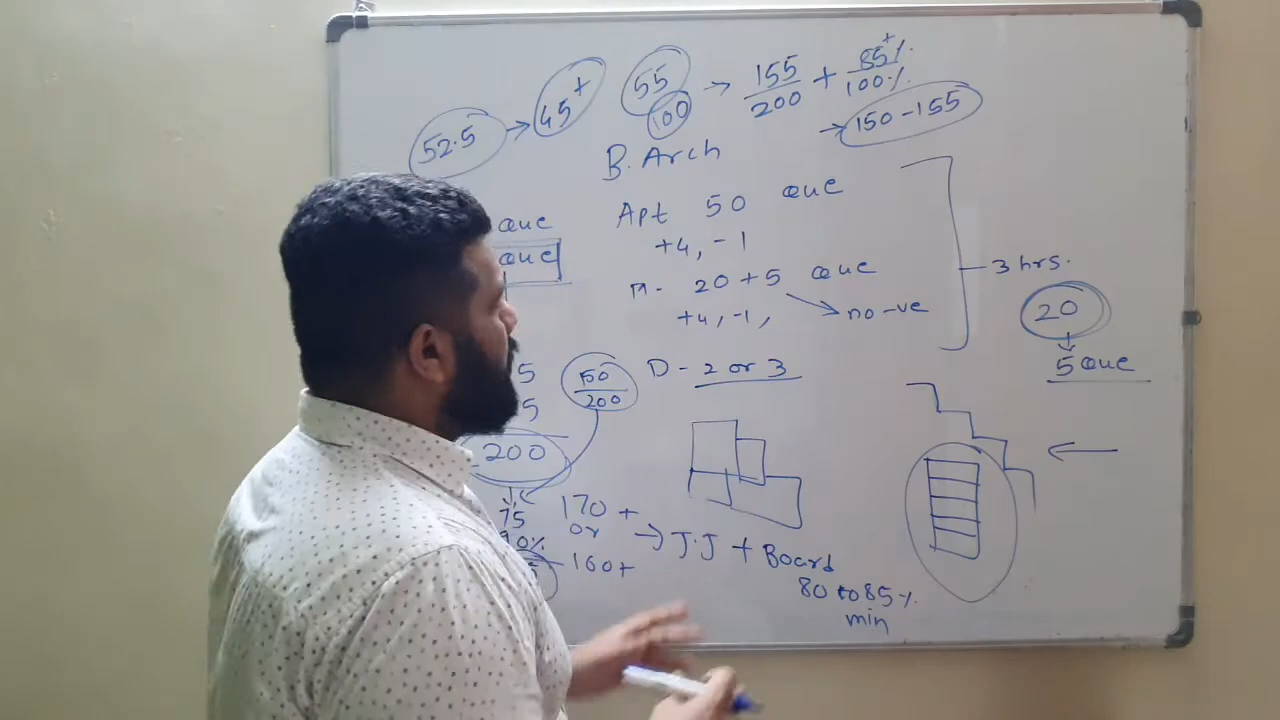 52.5 → 45+
55
100
→ 155/200 + 85+%/100%
→ 150-155
B. Arch
que
Apt 50 que
+4, -1
que
M- 20+5 que
+4, -1, no -ve
3 hrs.
20
5 que
5
150/200
D- 2 or 3
5
200
75
90%
170+
or
160+
→ J.J + Board
80 to 85%
min